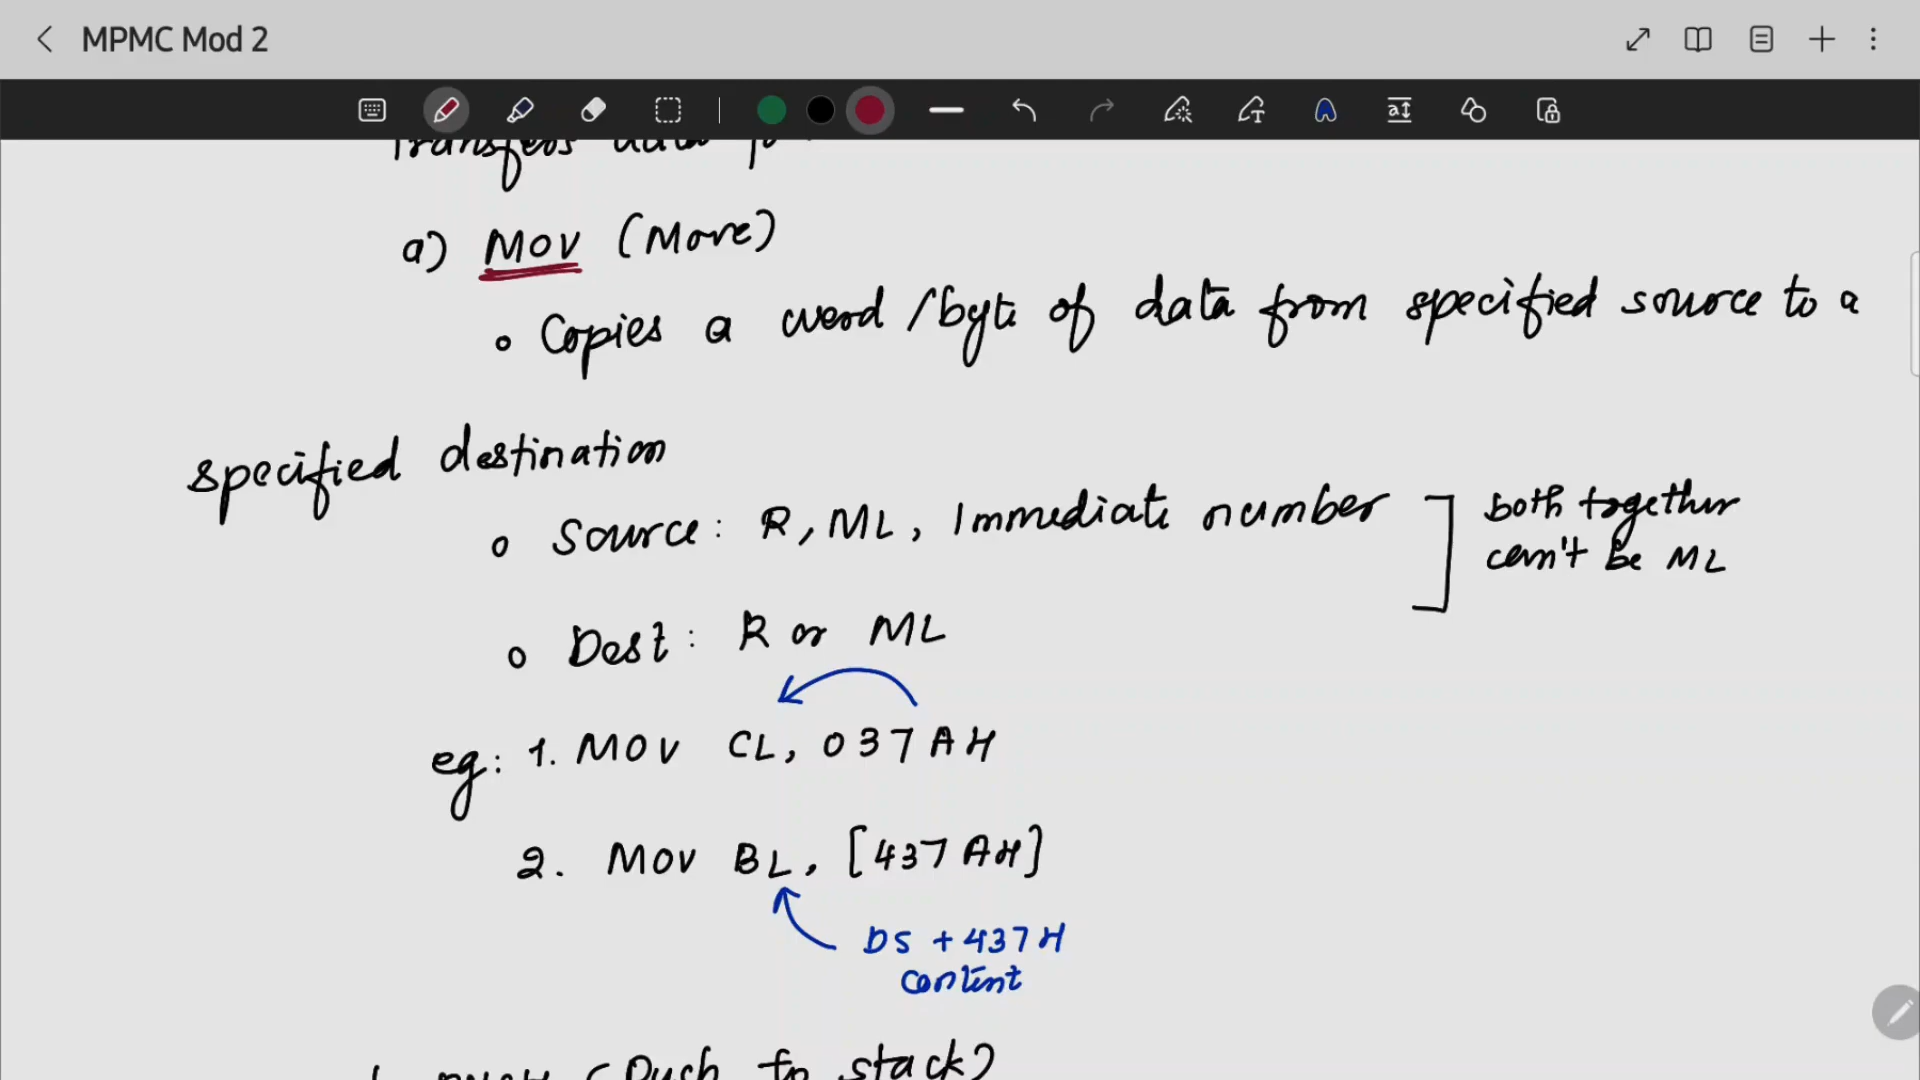 MPMC Mod 2
Transfers data
a) MOV (Move)
o Copies a word/byte of data from specified source to a
specified destination
o Source: R, ML, Immediate number
both together
can't be ML
o Dest: R or ML
eg: 1. MOV CL, 037AH
2. MOV BL, [437AH]
DS + 437H
content
(Push to stack)